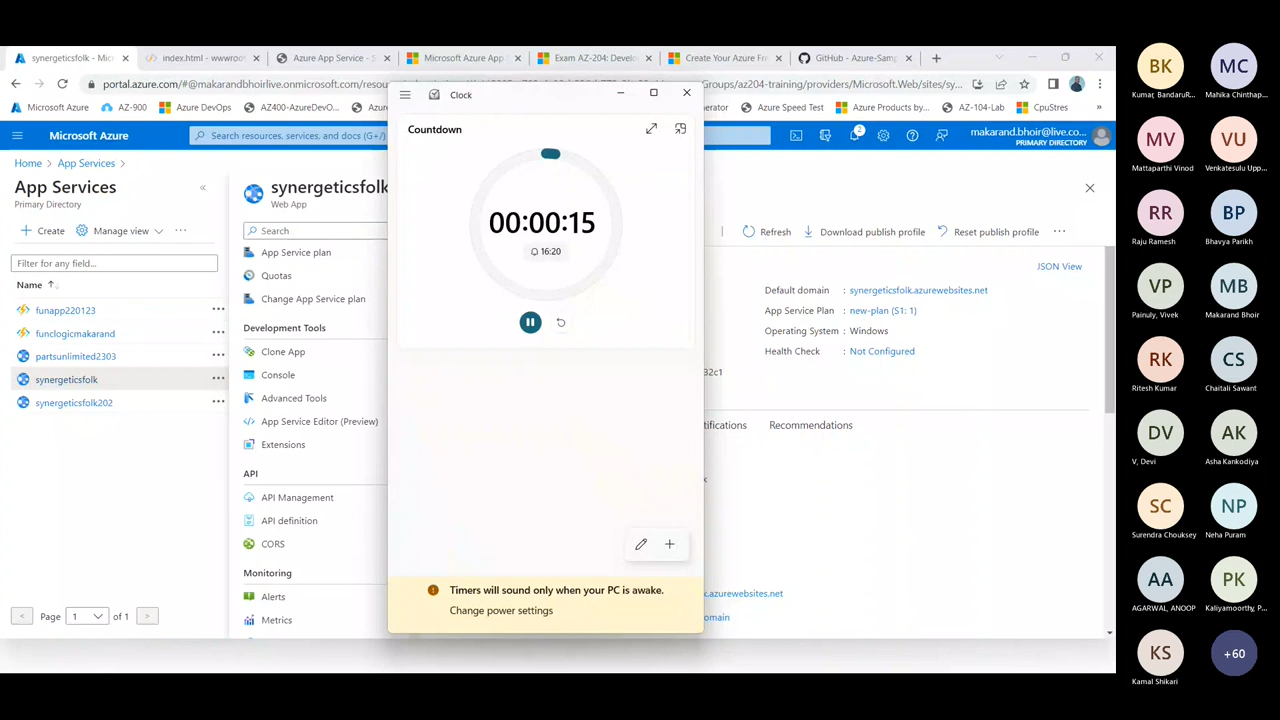 synergeticsfolk - Mic
index.html - wwwroo
Azure App Service - S
Microsoft Azure App S
Exam AZ-204: Develo
Create Your Azure Fre
GitHub - Azure-Samp
portal.azure.com/#@makarandbhoirlive.onmicrosoft.com/resou
Groups/az204-training/providers/Microsoft.Web/sites/sy...
Microsoft Azure
AZ-900
Azure DevOps
AZ400-AzureDevO...
Azure Speed Test
Azure Products by...
AZ-104-Lab
CpuStres
»
Microsoft Azure
Search resources, services, and docs (G+/)
2
makarand.bhoir@live.co...
PRIMARY DIRECTORY
Home > App Services >
App Services
Primary Directory
«
Create
Manage view
Filter for any field...
Name
funapp220123
funclogicmakarand
partsunlimited2303
synergeticsfolk
synergeticsfolk202
Page 1 of 1
synergeticsfolk
Web App
Search
App Service plan
Quotas
Change App Service plan
Development Tools
Clone App
Console
Advanced Tools
App Service Editor (Preview)
Extensions
API
API Management
API definition
CORS
Monitoring
Alerts
Metrics
Clock
Countdown
00:00:15
16:20
Timers will sound only when your PC is awake.
Change power settings
Refresh
Download publish profile
Reset publish profile
JSON View
Default domain : synergeticsfolk.azurewebsites.net
App Service Plan : new-plan (S1: 1)
Operating System : Windows
Health Check : Not Configured
32c1
tifications
Recommendations
k.azurewebsites.net
omain
BK
Kumar, BandaruR...
MC
Mahika Chinthap...
MV
Mattaparthi Vinod
VU
Venkatesulu Upp...
RR
Raju Ramesh
BP
Bhavya Parikh
VP
Painuly, Vivek
MB
Makarand Bhoir
RK
Ritesh Kumar
CS
Chaitali Sawant
DV
V, Devi
AK
Asha Kankodiya
SC
Surendra Chouksey
NP
Neha Puram
AA
AGARWAL, ANOOP
PK
Kaliyamoorthy, P...
KS
Kamal Shikari
+60